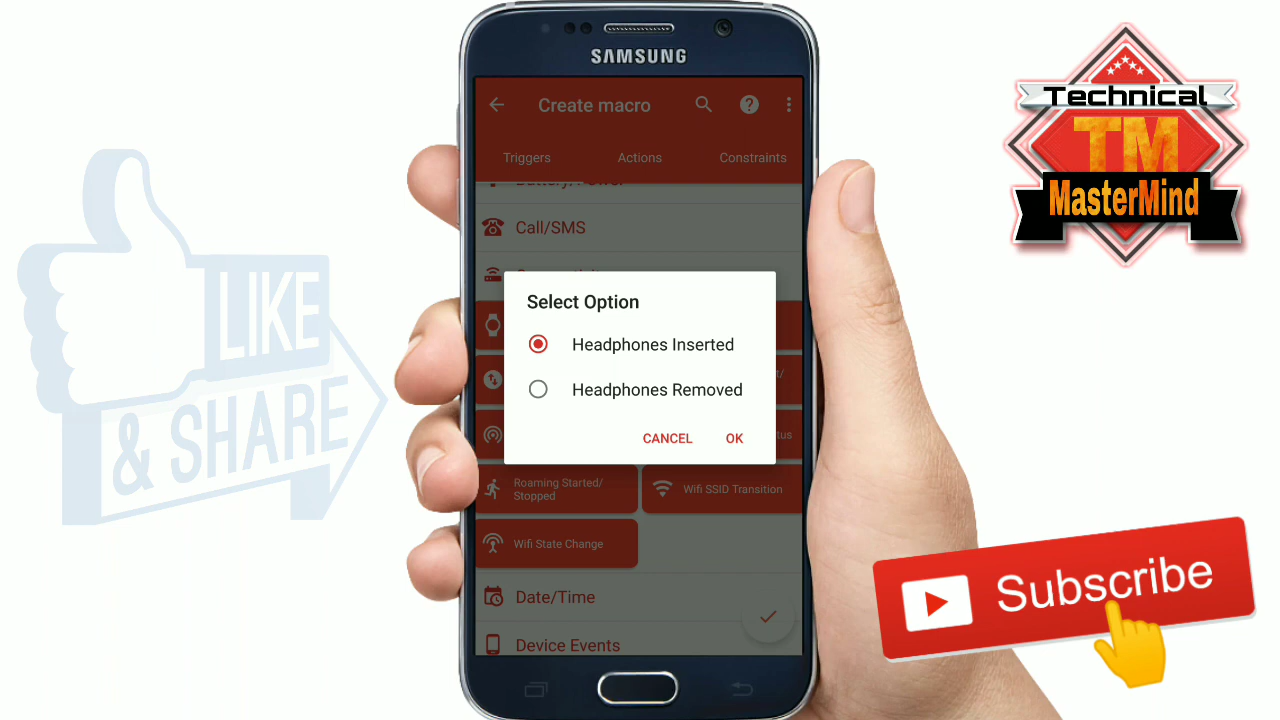 SAMSUNG
Create macro
Triggers
Actions
Constraints
Call/SMS
Select Option
Headphones Inserted
Headphones Removed
CANCEL
OK
Roaming Started/
Stopped
Wifi SSID Transition
Wifi State Change
Date/Time
Device Events
LIKE
& SHARE
Technical
TM
MasterMind
Subscribe